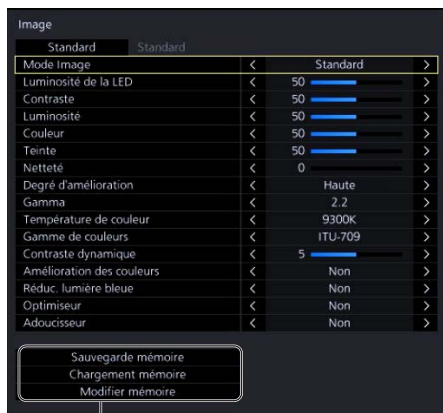 Image
Standard Standard
Mode Image < Standard >
Luminosité de la LED < 50 >
Contraste < 50 >
Luminosité < 50 >
Couleur < 50 >
Teinte < 50 >
Netteté < 0 >
Degré d'amélioration < Haute >
Gamma < 2.2 >
Température de couleur < 9300K >
Gamme de couleurs < ITU-709 >
Contraste dynamique < 5 >
Amélioration des couleurs < Non >
Réduc. lumière bleue < Non >
Optimiseur < Non >
Adoucisseur < Non >
Sauvegarde mémoire
Chargement mémoire
Modifier mémoire